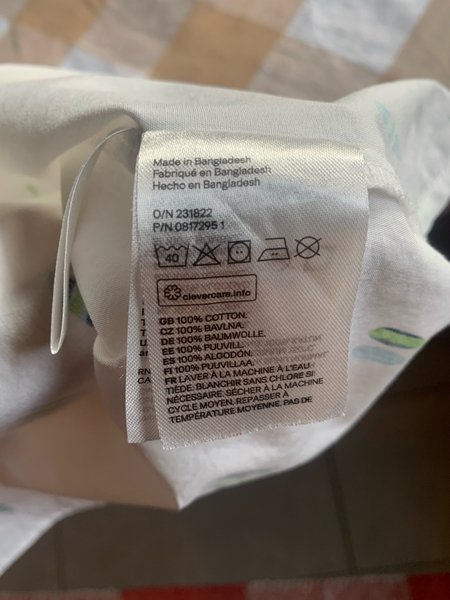 Made in Bangladesh
Fabriqué en Bangladesh
Hecho en Bangladesh
O/N 231822
P/N 0817295 1
40
clevercare.info
GB 100% COTTON.
CZ 100% BAVLNA.
DE 100% BAUMWOLLE.
EE 100% PUUVILL.
ES 100% ALGODÓN.
FI 100% PUUVILLAA.
FR LAVER À LA MACHINE À L'EAU
TIÈDE. BLANCHIR SANS CHLORE SI
NÉCESSAIRE. SÉCHER À LA MACHINE
CYCLE MOYEN. REPASSER À
TEMPÉRATURE MOYENNE. PAS DE
RN
CA